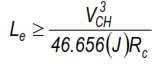 L_e ≥ V_CH^3 / 46.656(J)R_c